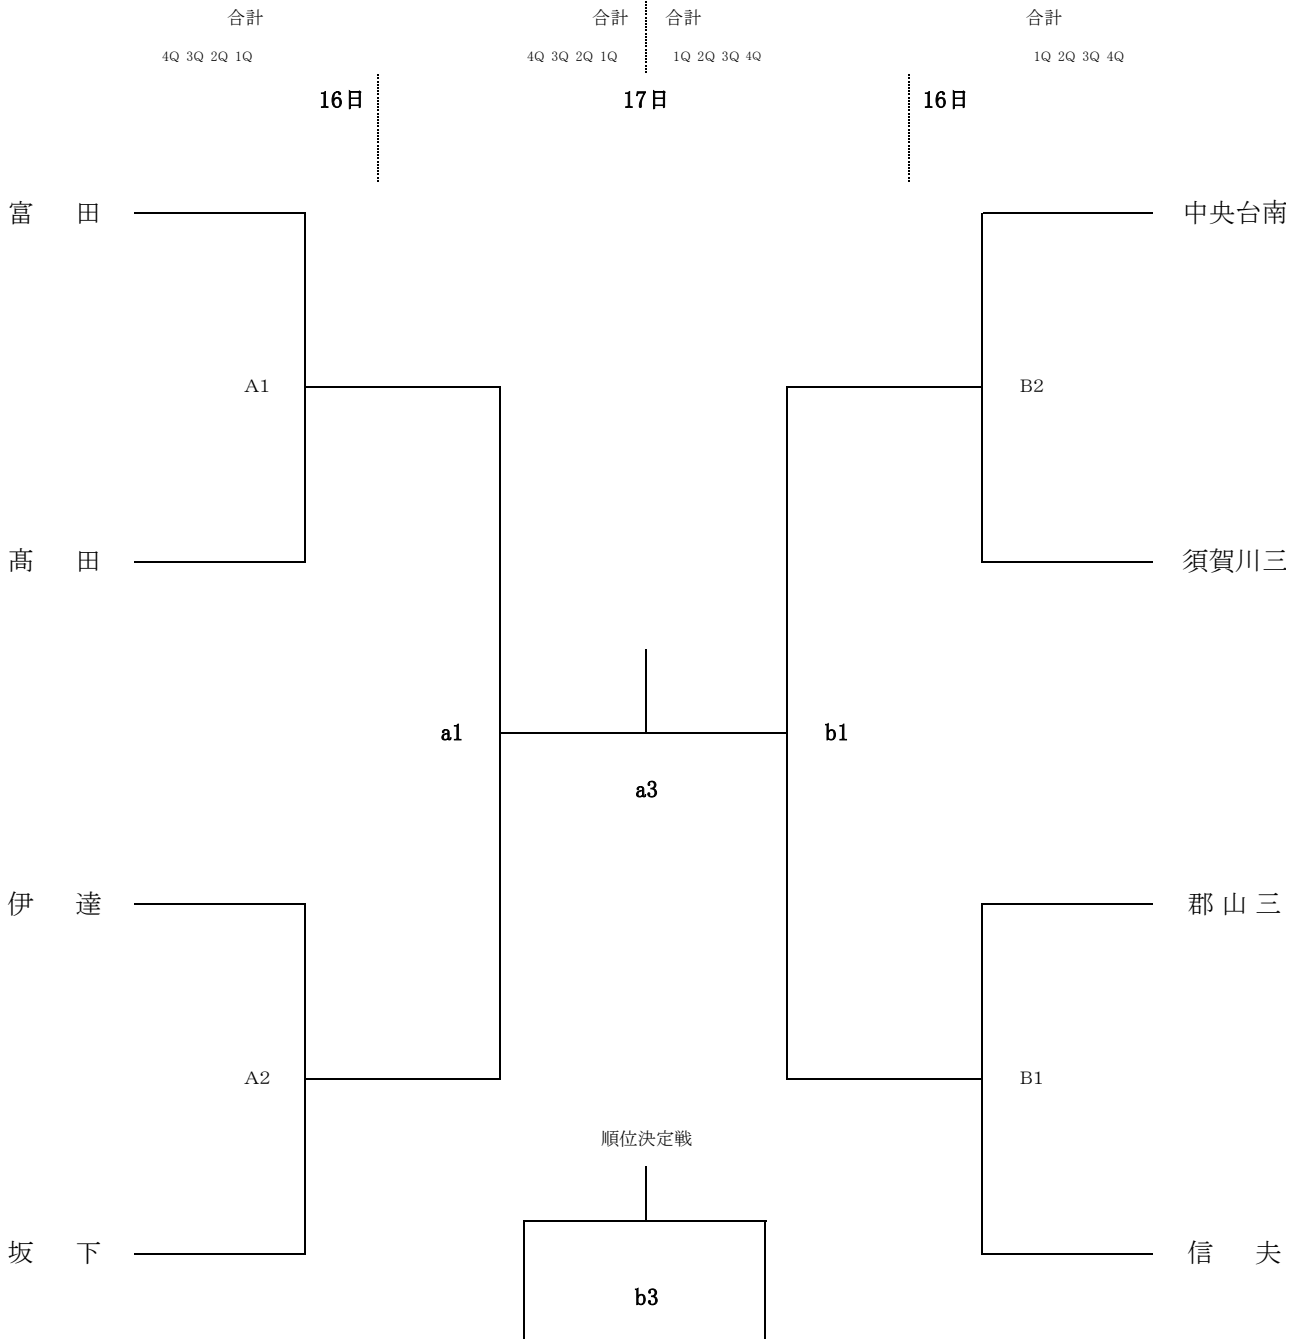 合計 合計 合計 合計
4Q 3Q 2Q 1Q 4Q 3Q 2Q 1Q 1Q 2Q 3Q 4Q 1Q 2Q 3Q 4Q
16日 17日 16日
富 田 中央台南
A1 B2
髙 田 須賀川三
a1 b1
a3
伊 達 郡山三
A2 B1
順位決定戦
坂 下 信 夫
b3